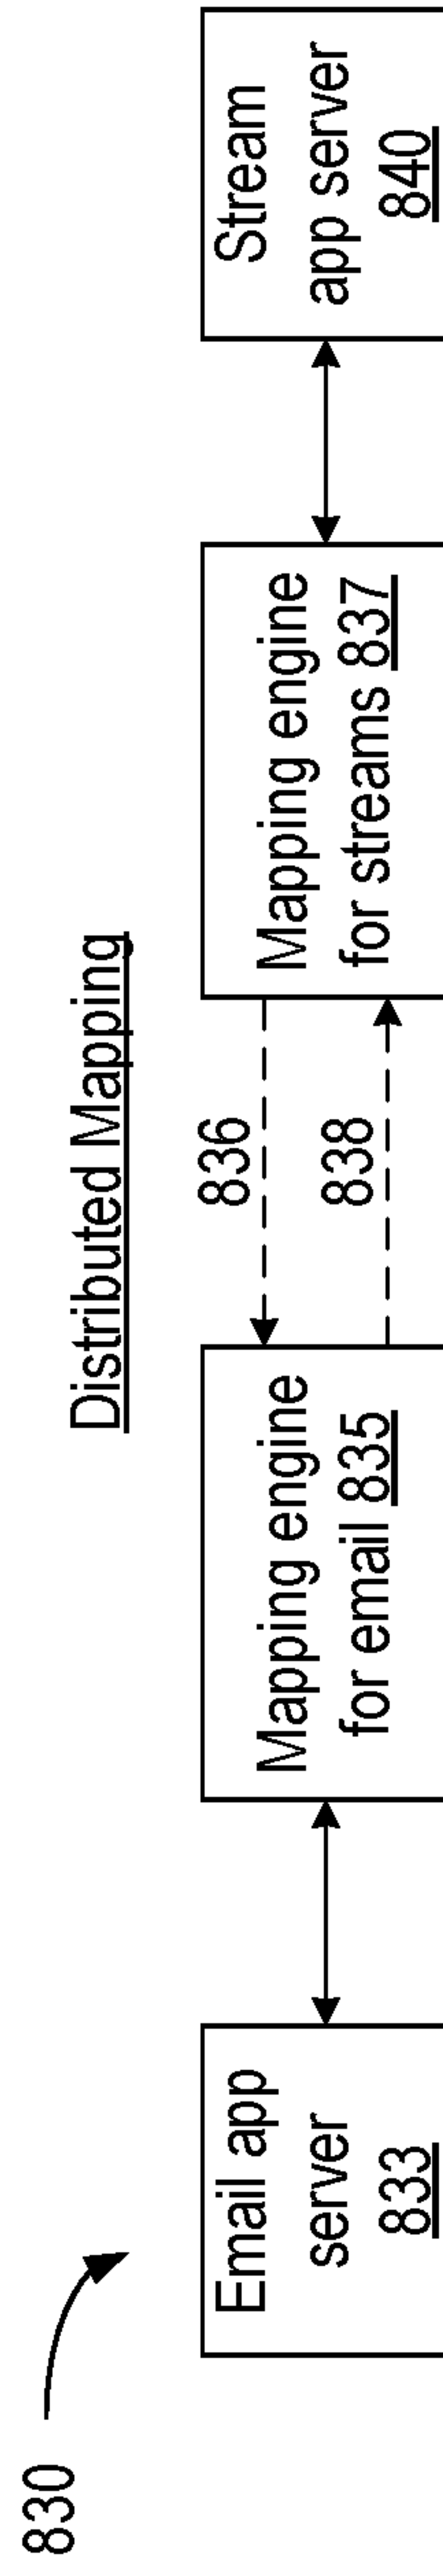 830
Distributed Mapping
Email app
server
833
Mapping engine
for email 835
836
838
Mapping engine
for streams 837
Stream
app server
840